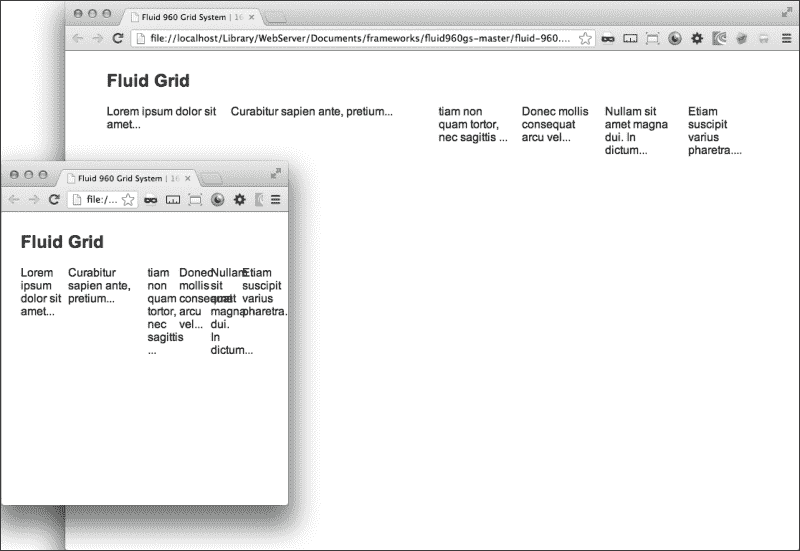 Fluid 960 Grid System | 16
file://localhost/Library/WebServer/Documents/frameworks/fluid960gs-master/fluid-960....
Fluid Grid
Lorem ipsum dolor sit
amet...
Curabitur sapien ante, pretium...
tiam non
quam tortor,
nec sagittis ...
Donec mollis
consequat
arcu vel...
Nullam sit
amet magna
dui. In
dictum...
Etiam
suscipit
varius
pharetra....
Fluid 960 Grid System | 16
file:/...
Fluid Grid
Lorem
ipsum
dolor sit
amet...
Curabitur
sapien ante,
pretium...
tiam
non
quam
tortor,
nec
sagittis
...
Donec
mollis
consequat
arcu
vel...
Nullam
sit
amet
magna
dui.
In
dictum...
Etiam
suscipit
varius
pharetra.